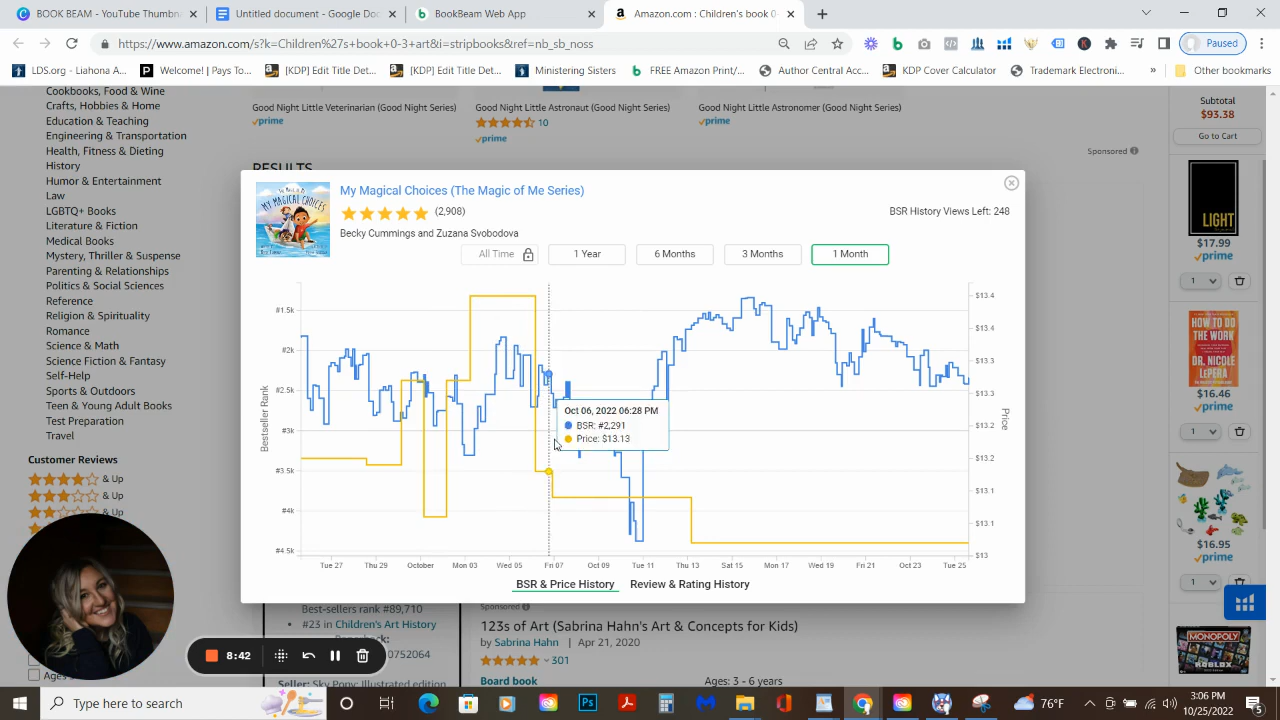 BOOK BEAM - YouTube Thumbn
Untitled document - Google Doc
BookBeam Web App
Amazon.com : Children's book 0-
https://www.amazon.com/s?k=Children%27s+book+0-3+art&i=stripbooks&ref=nb_sb_noss
Paused
LDS.org - Liahona A...
Welcome! | Pays To...
[KDP] Edit Title Det...
[KDP] Edit Title Det...
Ministering Sisters
FREE Amazon Print/...
Author Central Acc...
KDP Cover Calculator
Trademark Electroni...
»
Other bookmarks
Cookbooks, Food & Wine
Crafts, Hobbies & Home
Education & Teaching
Engineering & Transportation
Health, Fitness & Dieting
History
Humor & Entertainment
Law
LGBTQ+ Books
Literature & Fiction
Medical Books
Mystery, Thriller & Suspense
Parenting & Relationships
Politics & Social Sciences
Reference
Religion & Spirituality
Romance
Science & Math
Science Fiction & Fantasy
Self-Help
Sports & Outdoors
Teen & Young Adult Books
Test Preparation
Travel
Customer Reviews
& Up
& Up
& Up
Ages
Good Night Little Veterinarian (Good Night Series)
prime
Good Night Little Astronaut (Good Night Series)
10
prime
Good Night Little Astronomer (Good Night Series)
prime
Sponsored
RESULTS
MY MAGICAL CHOICES
My Magical Choices (The Magic of Me Series)
(2,908)
Becky Cummings and Zuzana Svobodova
BSR History Views Left: 248
All Time
1 Year
6 Months
3 Months
1 Month
Bestseller Rank
#1.5k
#2k
#2.5k
#3k
#3.5k
#4k
#4.5k
Oct 06, 2022 06:28 PM
BSR: #2,291
Price: $13.13
$13.4
$13.4
$13.3
$13.3
$13.2
$13.2
$13.1
$13.1
$13
Price
Tue 27
Thu 29
October
Mon 03
Wed 05
Fri 07
Oct 09
Tue 11
Thu 13
Sat 15
Mon 17
Wed 19
Fri 21
Oct 23
Tue 25
BSR & Price History
Review & Rating History
Best-sellers rank #89,710
#23 in Children's Art History
0752064
Seller: Sky Pony; Illustrated edition
Sponsored
123s of Art (Sabrina Hahn's Art & Concepts for Kids)
by Sabrina Hahn | Apr 21, 2020
301
Board book
Ages: 3 - 6 years
Subtotal
$93.38
Go to Cart
LIGHT
$17.99
prime
1
HOW TO DO
THE WORK
DR. NICOLE
LEPERA
$16.46
prime
1
$16.95
prime
1
MONOPOLY
ROBLOX
8:42
Type here to search
76°F
3:06 PM
10/25/2022
5